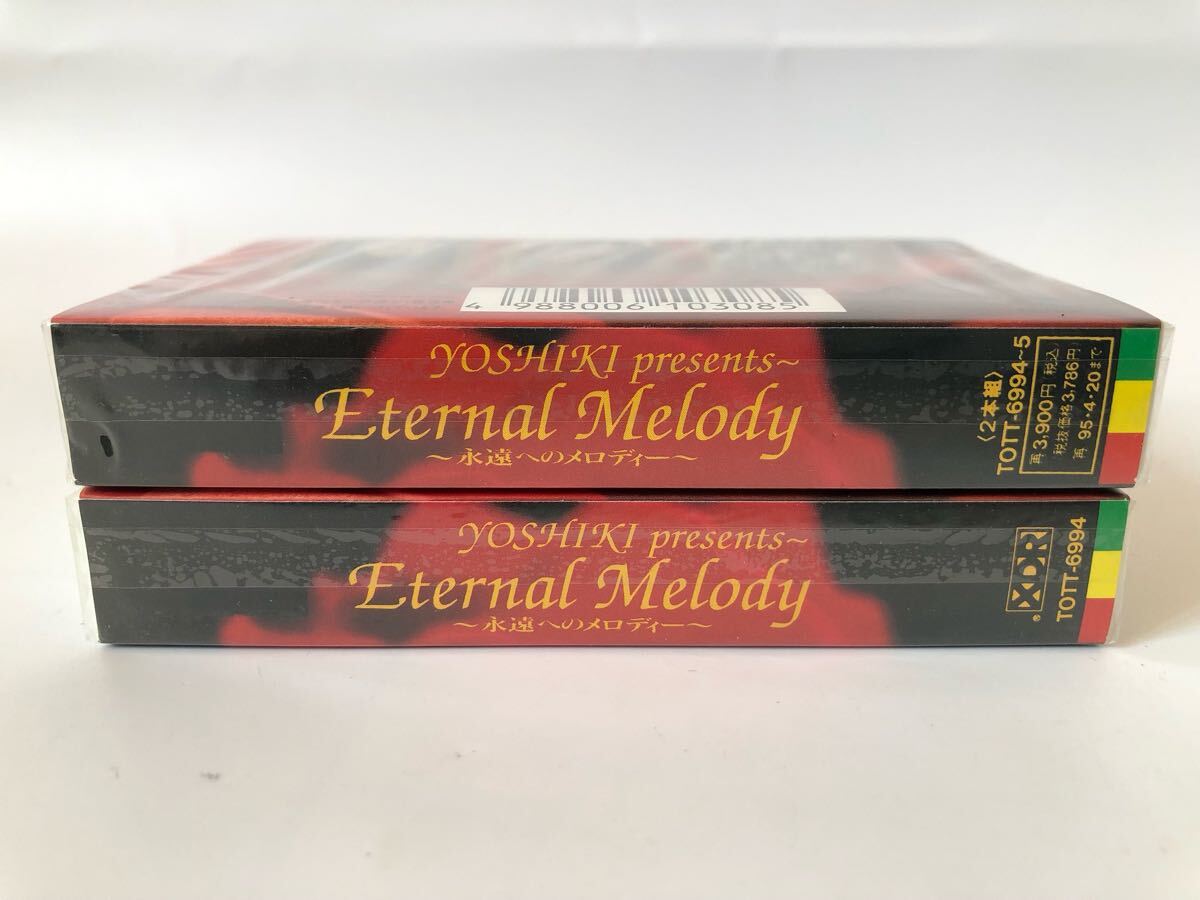 4 988006 103085
YOSHIKI presents~
Eternal Melody
～永遠へのメロディー～
〈2本組〉
TOTT-6994~5
再 3,900円 税込
税抜価格3,786円
再 95・4・20まで
YOSHIKI presents~
Eternal Melody
～永遠へのメロディー～
XDR®
TOTT-6994